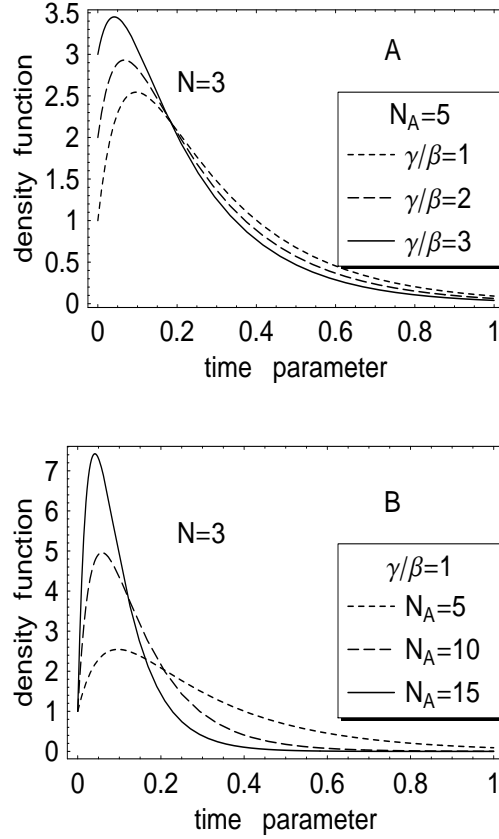 A
N=3
N_A=5
γ/β=1
γ/β=2
γ/β=3
density function
3.5
3
2.5
2
1.5
1
0.5
0
0 0.2 0.4 0.6 0.8 1
time parameter
B
N=3
γ/β=1
N_A=5
N_A=10
N_A=15
density function
7
6
5
4
3
2
1
0
0 0.2 0.4 0.6 0.8 1
time parameter